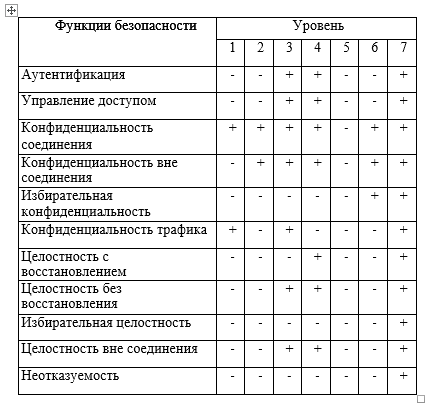 Функции безопасности Уровень
1 2 3 4 5 6 7
Аутентификация - - + + - - +
Управление доступом - - + + - - +
Конфиденциальность
соединения + + + + - + +
Конфиденциальность вне
соединения - + + + - + +
Избирательная
конфиденциальность - - - - - + +
Конфиденциальность трафика + - + - - - +
Целостность с
восстановлением - - - + - - +
Целостность без
восстановления - - + + - - +
Избирательная целостность - - - - - - +
Целостность вне соединения - - + + - - +
Неотказуемость - - - - - - +